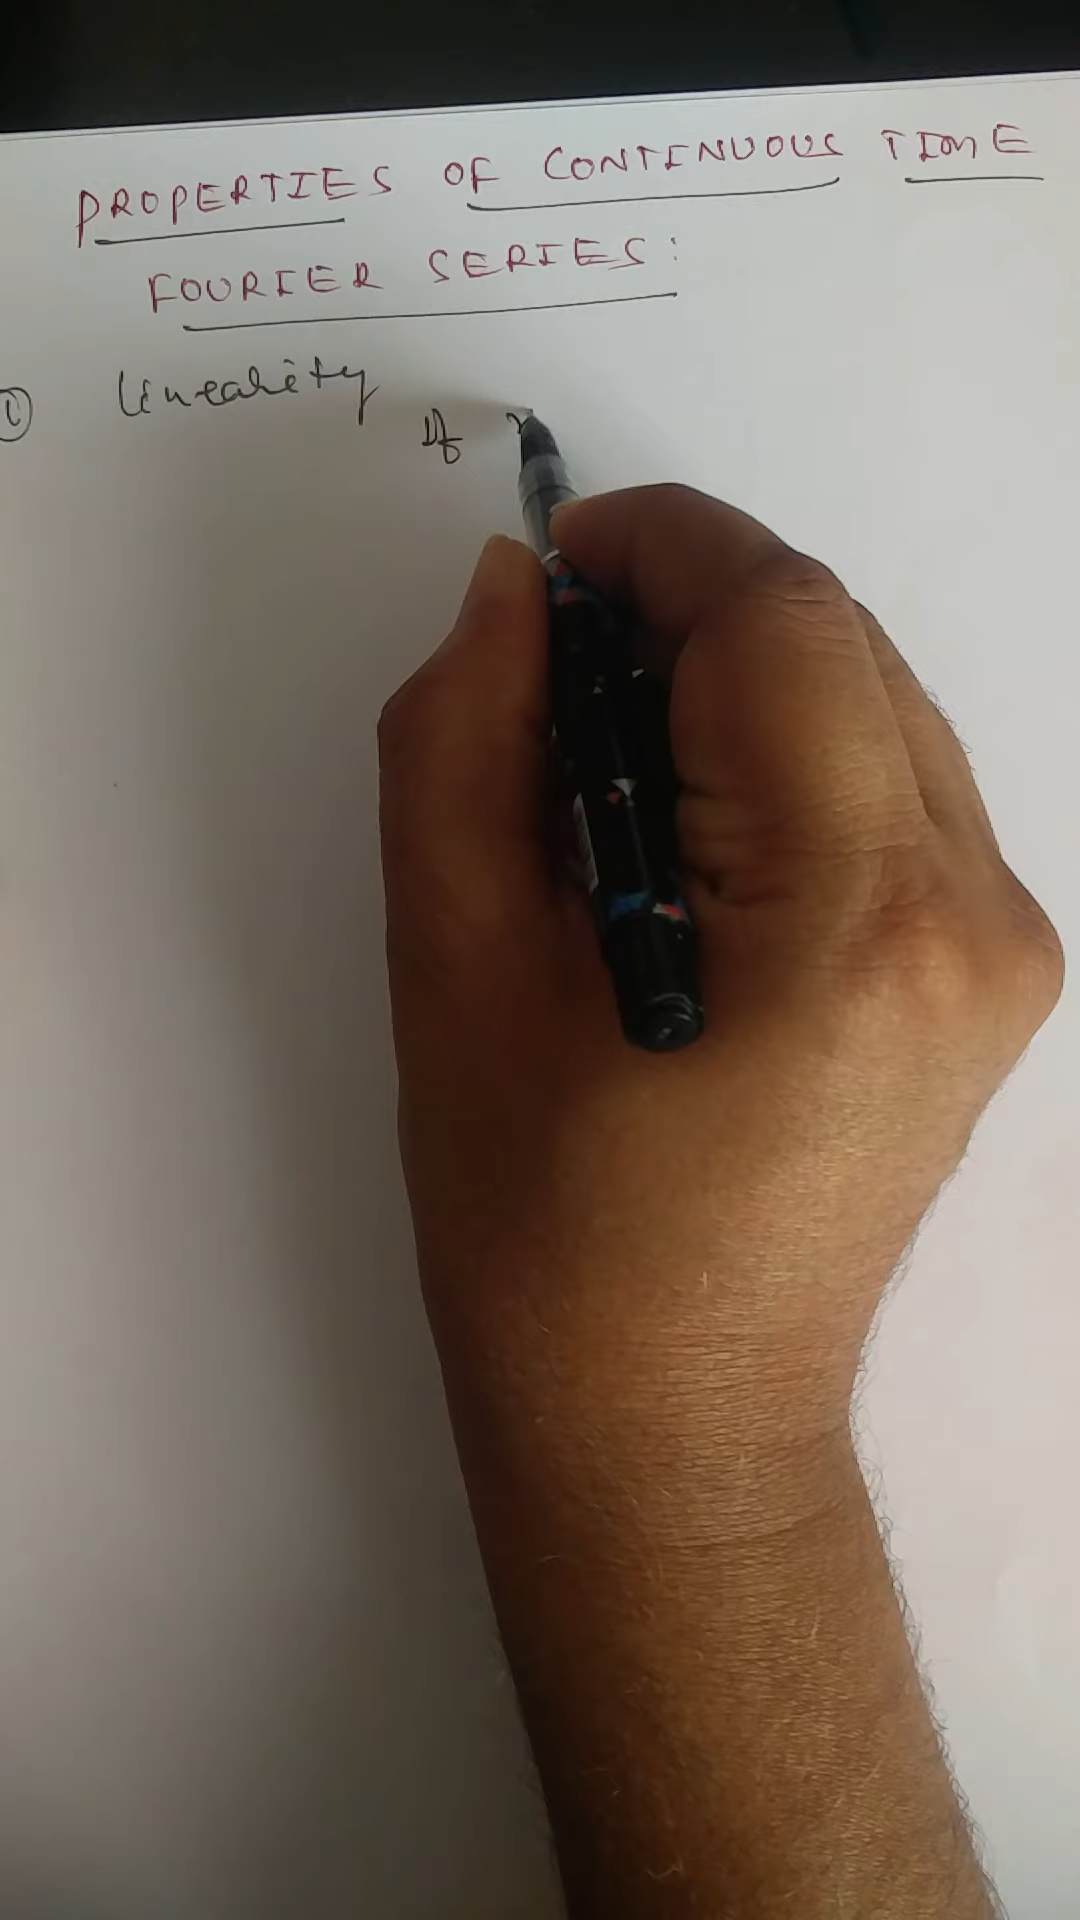 PROPERTIES OF CONTINUOUS TIME
FOURIER SERIES:
① Linearity
If